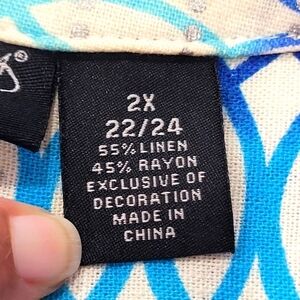 2X
22/24
55% LINEN
45% RAYON
EXCLUSIVE OF
DECORATION
MADE IN
CHINA